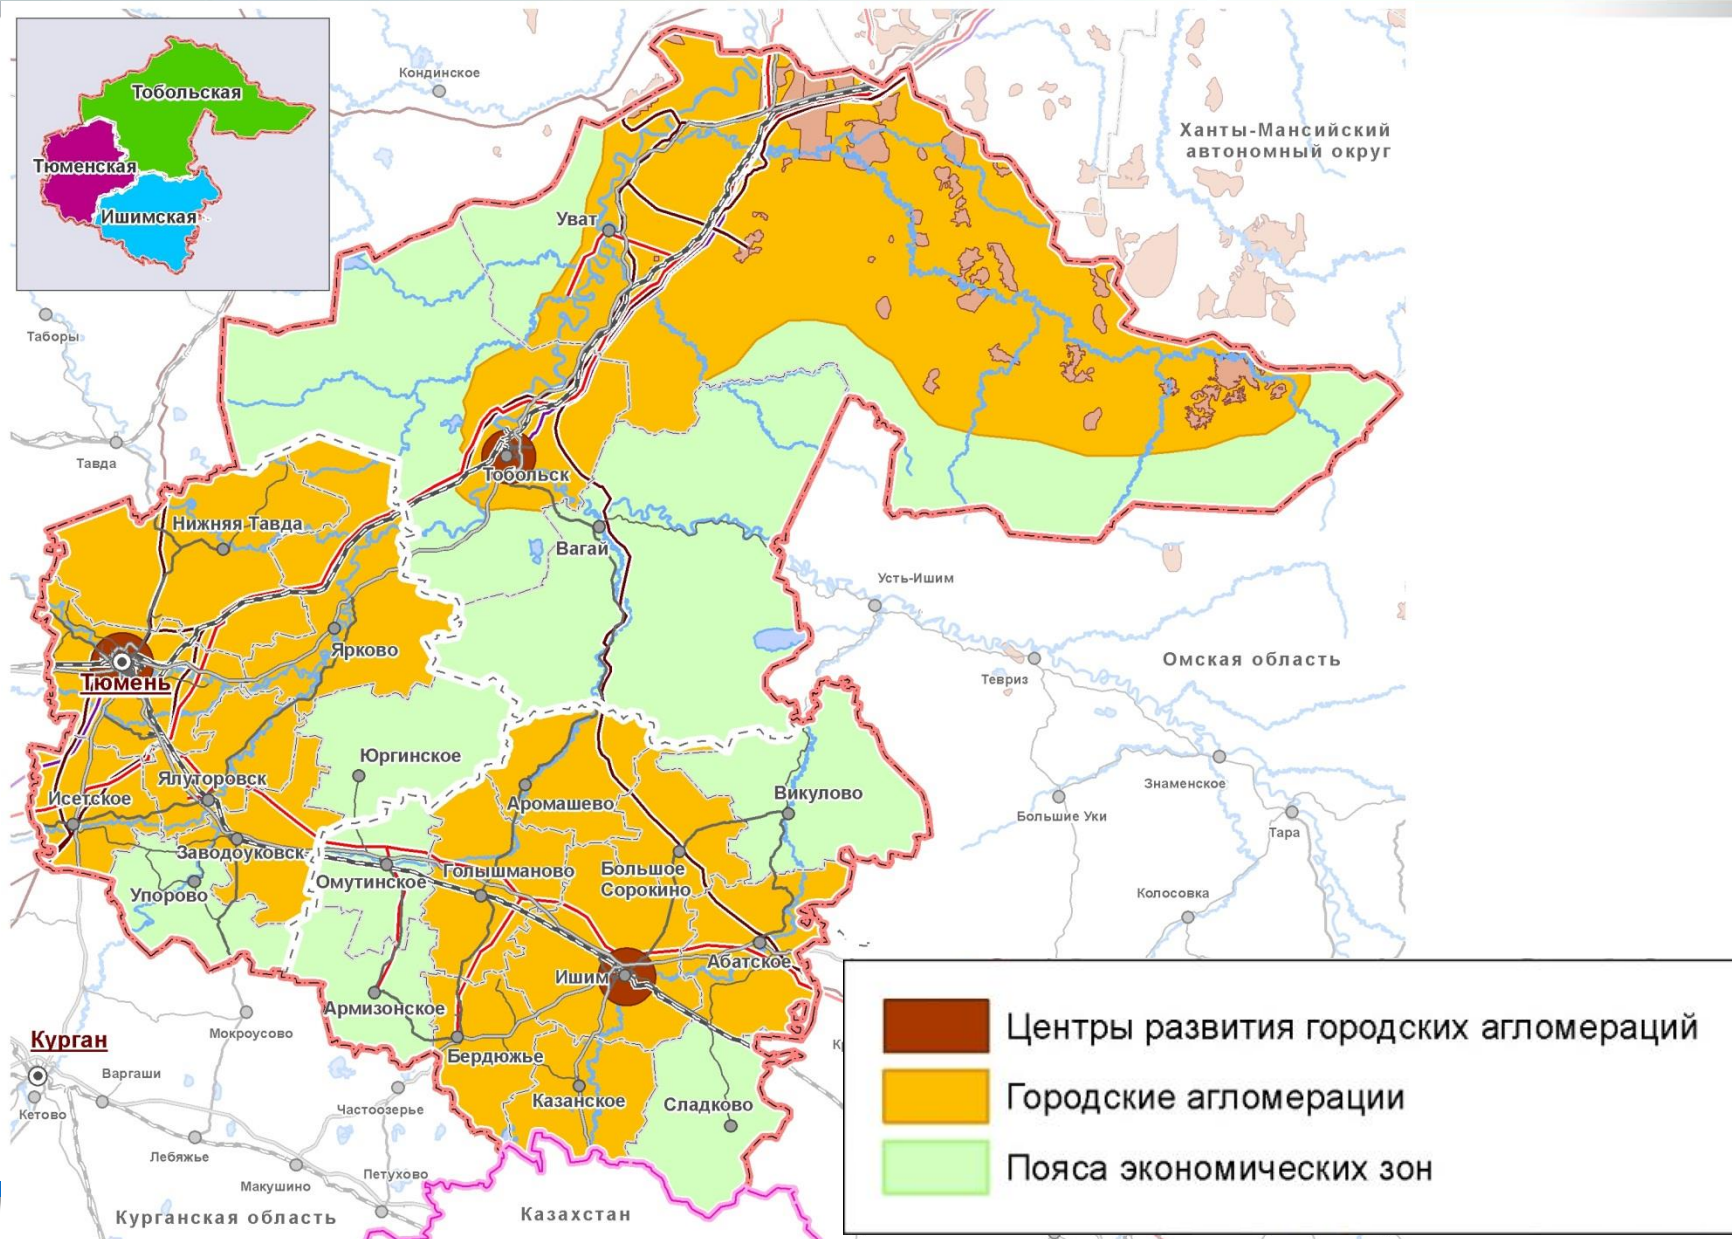 Тобольская
Тюменская
Ишимская
Кондинское
Ханты-Мансийский
автономный округ
Уват
Таборы
Тавда
Тобольск
Нижняя Тавда
Вагай
Усть-Ишим
Ярково
Омская область
Тевриз
Тюмень
Юргинское
Ялуторовск
Исетское
Аромашево
Викулово
Знаменское
Большие Уки
Тара
Заводоуковск
Омутинское
Голышманово
Большое
Сорокино
Упорово
Колосовка
Ишим
Абатское
Армизонское
Мокроусово
Курган
Бердюжье
Варгаши
Казанское
Сладково
Частоозерье
Кетово
Лебяжье
Петухово
Макушино
Курганская область
Казахстан
Центры развития городских агломераций
Городские агломерации
Пояса экономических зон